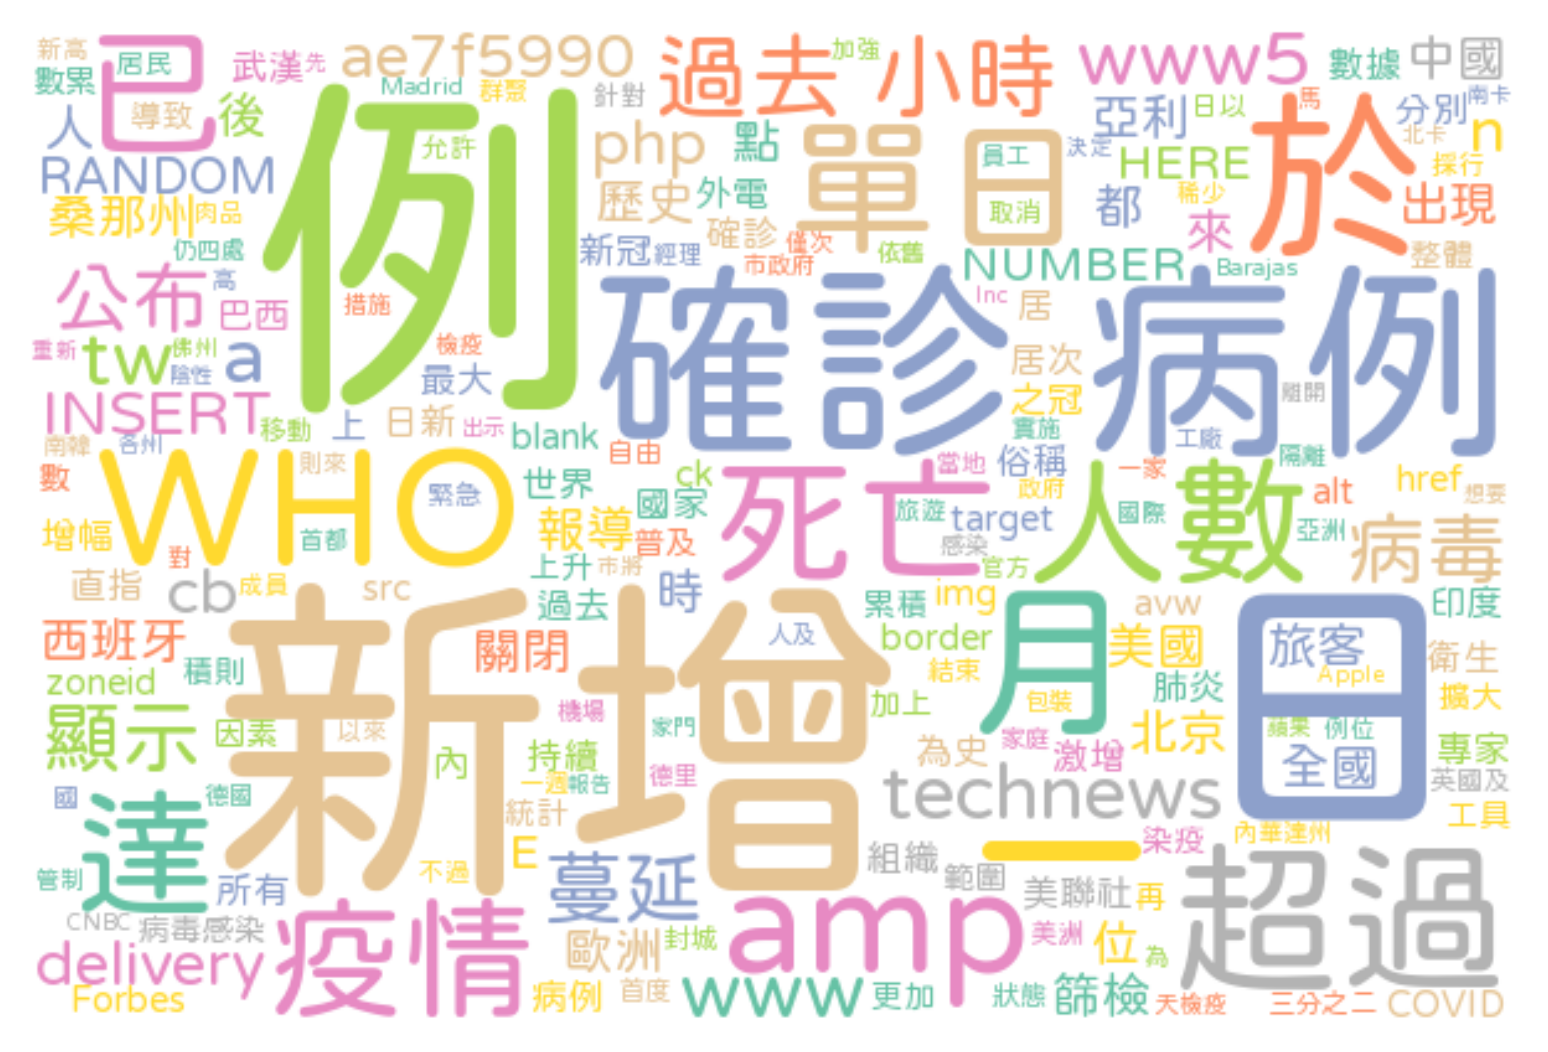 新高
居民
武漢
先
ae7f5990
過去
加強
小時
www5
數據
中國
數累
已
Madrid
群聚
針對
馬
日以
分別
南卡
人
導致
後
例
允許
php
點
單
日
員工
決定
亞利
HERE
於
北卡
n
採行
RANDOM
歷史
外電
取消
都
稀少
出現
桑那州
肉品
確診
僅次
來
仍四處
新冠
經理
市政府
依舊
NUMBER
Barajas
整體
公布
高
巴西
措施
確診
Inc
居
病例
重新
tw
佛州
陰性
a
檢疫
最大
居次
之冠
離開
INSERT
移動
上
日新
出示
blank
實施
工廠
南韓
各州
自由
數
則來
世界
ck
當地
俗稱
一家
隔離
WHO
緊急
國家
死亡
旅遊
政府
人數
alt
href
想要
增幅
首都
報導
普及
target
國際
亞洲
病毒
對
感染
直指
cb
成員
src
上升
市將
官方
過去
時
累積
img
avw
印度
西班牙
新增
關閉
人及
border
月
美國
日
旅客
衛生
zoneid
積則
結束
肺炎
Apple
擴大
顯示
因素
以來
機場
家門
加上
包裝
蘋果
例位
內
持續
為史
家庭
激增
北京
全國
專家
國
德國
一週
報告
德里
technews
英國及
達
統計
工具
E
一
染疫
內華達州
管制
所有
不過
蔓延
組織
範圍
美聯社
再
超過
CNBC
病毒感染
疫情
歐洲
封城
amp
美洲
位
為
delivery
Forbes
病例
首度
www
更加
狀態
篩檢
天檢疫
三分之二
COVID